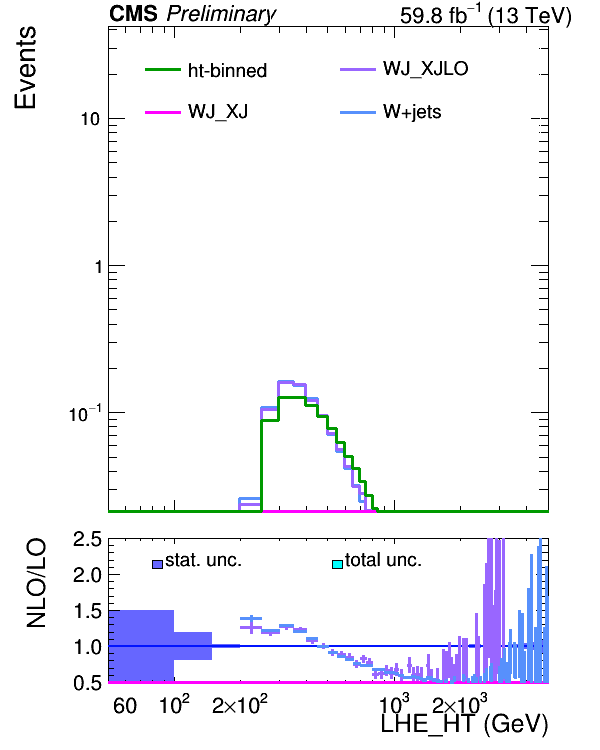 CMS Preliminary 59.8 fb⁻¹ (13 TeV)
Events
ht-binned WJ_XJLO
WJ_XJ W+jets
10
1
10⁻¹
NLO/LO
stat. unc. total unc.
2.5
2.0
1.5
1.0
0.5
60 10² 2×10² 10³ 2×10³
LHE_HT (GeV)